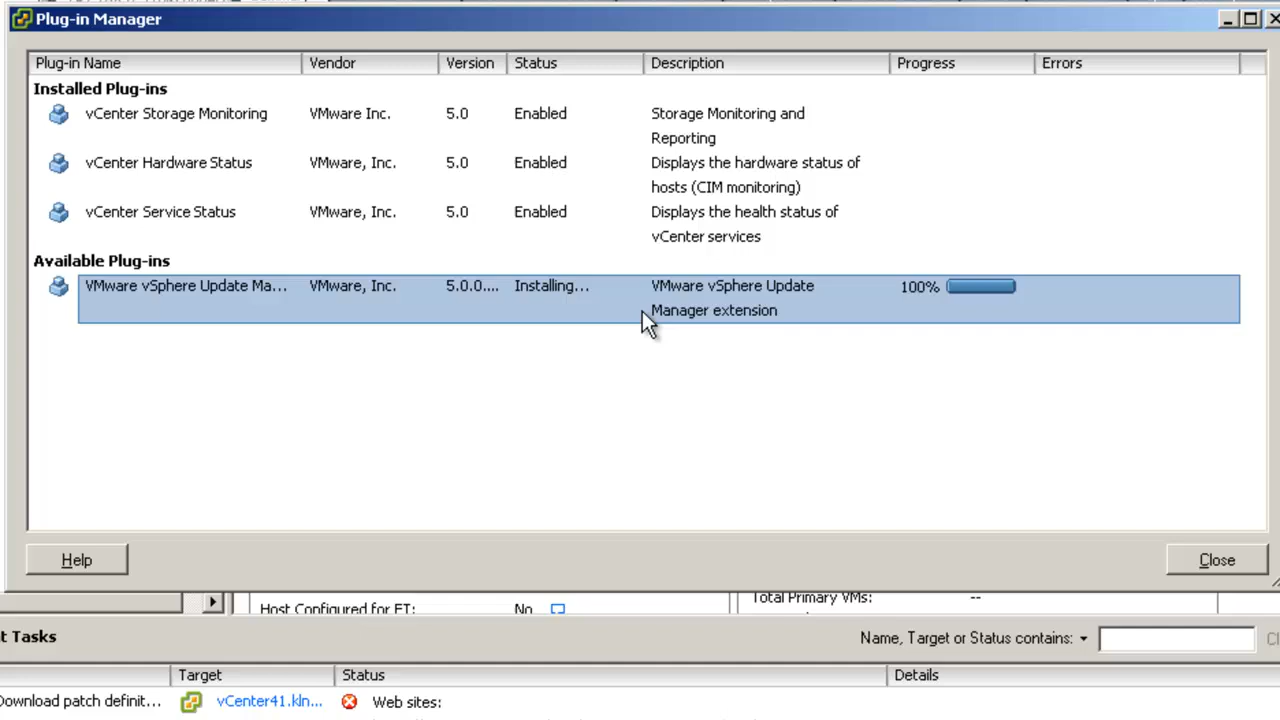 Plug-in Manager
Plug-in Name Vendor Version Status Description Progress Errors
Installed Plug-ins
vCenter Storage Monitoring VMware Inc. 5.0 Enabled Storage Monitoring and
Reporting
vCenter Hardware Status VMware, Inc. 5.0 Enabled Displays the hardware status of
hosts (CIM monitoring)
vCenter Service Status VMware, Inc. 5.0 Enabled Displays the health status of
vCenter services
Available Plug-ins
VMware vSphere Update Ma... VMware, Inc. 5.0.0.... Installing... VMware vSphere Update 100%
Manager extension
Help Close
Host Configured for FT: No Total Primary VMs: --
t Tasks Name, Target or Status contains:
Target Status Details
Download patch definit... vCenter41.kln... Web sites: